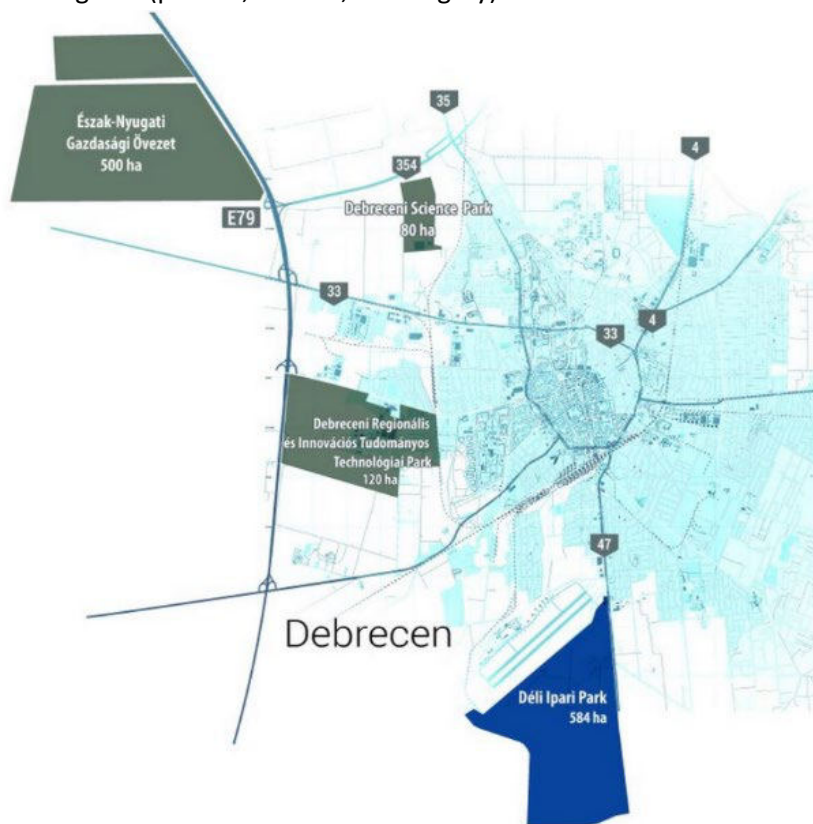 Észak-Nyugati
Gazdasági Övezet
500 ha
35
4
354
E79
Debreceni Science Park
80 ha
33
33
4
Debreceni Regionális
és Innovációs Tudományos
Technológiai Park
120 ha
47
Debrecen
Déli Ipari Park
584 ha